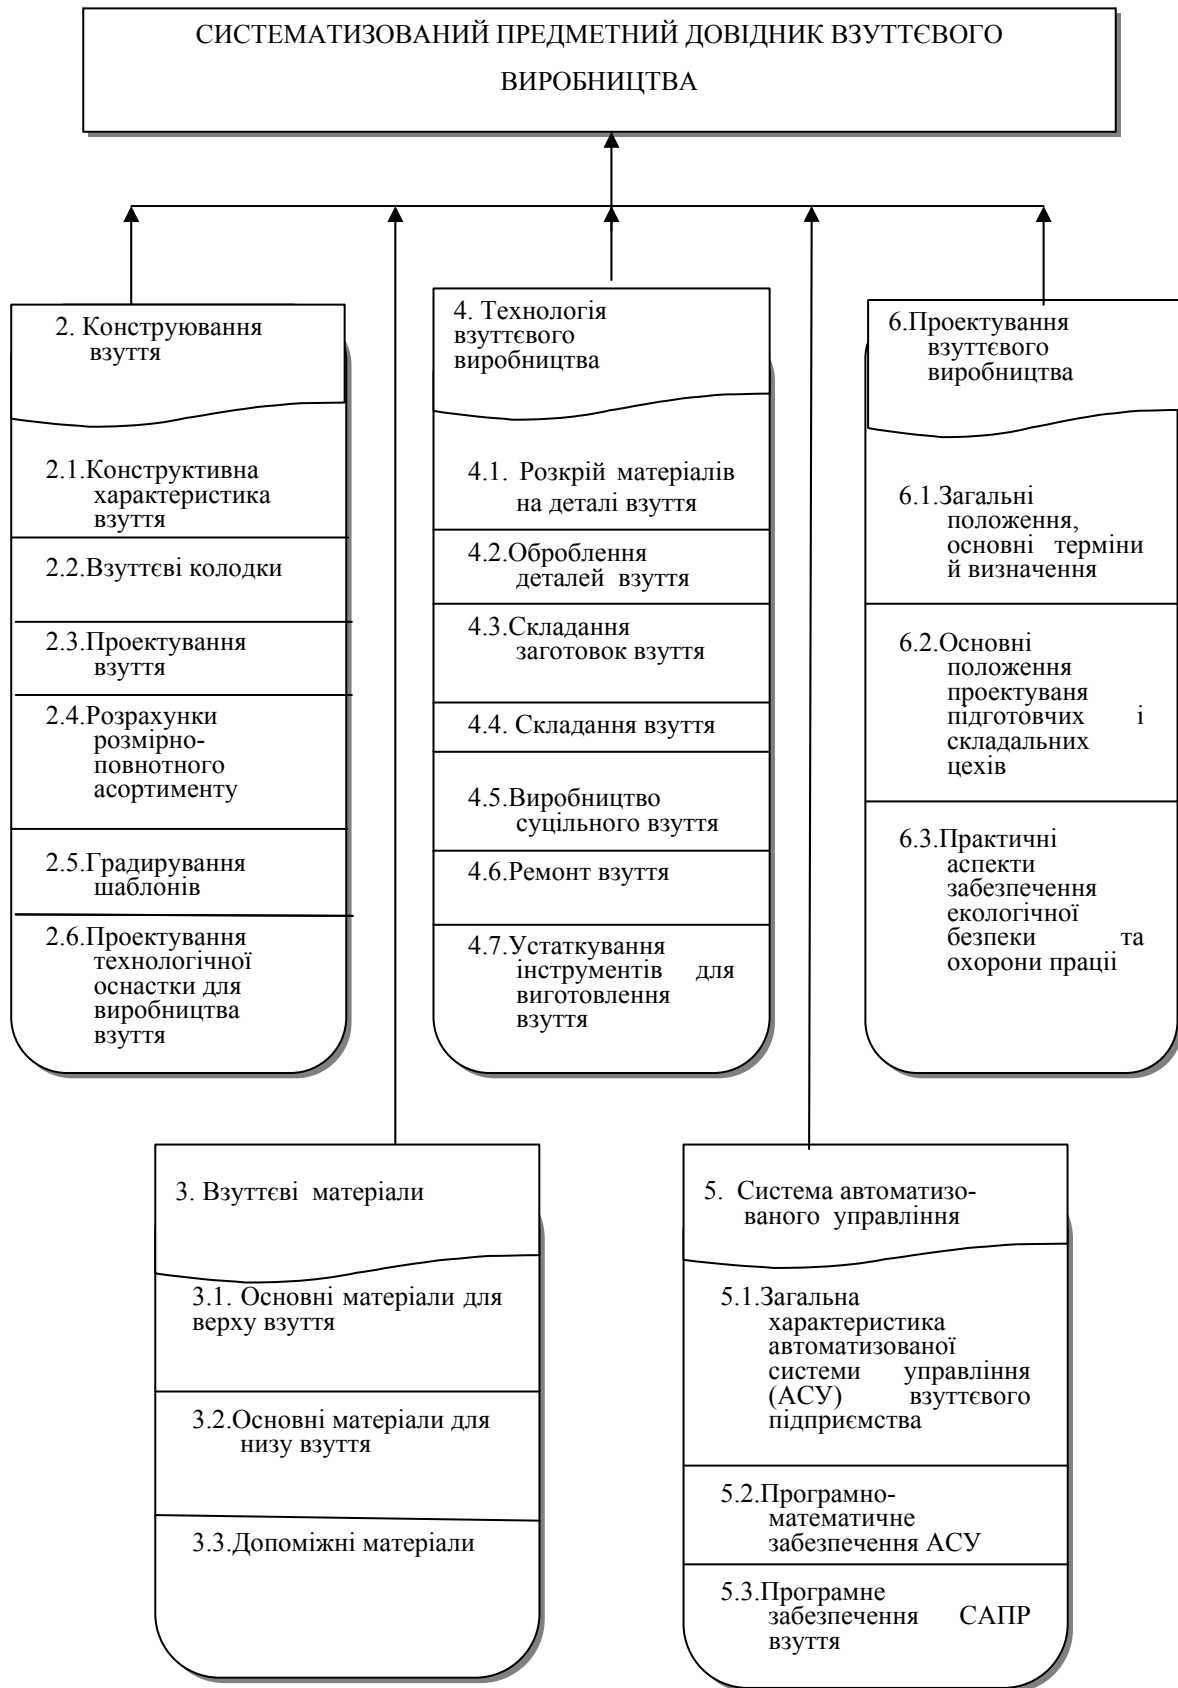 СИСТЕМАТИЗОВАНИЙ ПРЕДМЕТНИЙ ДОВІДНИК ВЗУТТЄВОГО
ВИРОБНИЦТВА
2. Конструювання
взуття
2.1.Конструктивна
характеристика
взуття
2.2.Взуттєві колодки
2.3.Проектування
взуття
2.4.Розрахунки
розмірно-
повнотного
асортименту
2.5.Градирування
шаблонів
2.6.Проектування
технологічної
оснастки для
виробництва
взуття
4. Технологія
взуттєвого
виробництва
4.1. Розкрій матеріалів
на деталі взуття
4.2.Оброблення
деталей взуття
4.3.Складання
заготовок взуття
4.4. Складання взуття
4.5.Виробництво
суцільного взуття
4.6.Ремонт взуття
4.7.Устаткування
інструментів для
виготовлення
взуття
6.Проектування
взуттєвого
виробництва
6.1.Загальні
положення,
основні терміни
й визначення
6.2.Основні
положення
проектуваня
підготовчих і
складальних
цехів
6.3.Практичні
аспекти
забезпечення
екологічної
безпеки та
охорони праціі
3. Взуттєві матеріали
3.1. Основні матеріали для
верху взуття
3.2.Основні матеріали для
низу взуття
3.3.Допоміжні матеріали
5. Система автоматизо-
ваного управління
5.1.Загальна
характеристика
автоматизованої
системи управління
(АСУ) взуттєвого
підприємства
5.2.Програмно-
математичне
забезпечення АСУ
5.3.Програмне
забезпечення САПР
взуття